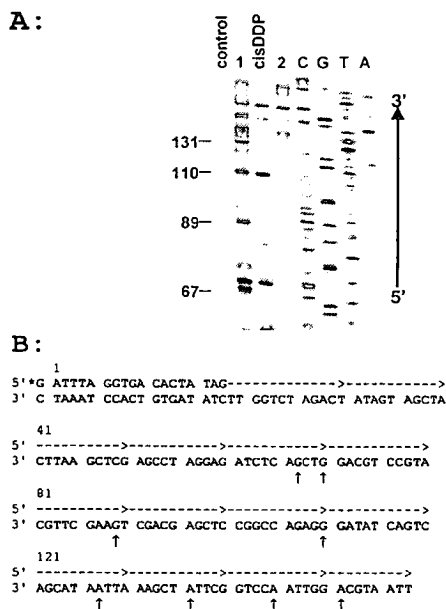 A:
control 1 cisDDP 2 C G T A
3'
131
110
89
67
5'
B:
1
5' *G ATTTA GGTGA CACTA TAG---------------->------------->
3' C TAAAT CCACT GTGAT ATCTT GGTCT AGACT ATAGT AGCTA
41
5' ------------->------------->------------->------------->
3' CTTAA GCTCG AGCCT AGGAG ATCTC AGCTG GACGT CCGTA
↑ ↑
81
5' ------------->------------->------------->------------->
3' CGTTC GAAGT CGACG AGCTC CGGCC AGAGG GATAT CAGTC
↑ ↑
121
5' ------------->------------->------------->----------->
3' AGCAT AATTA AAGCT ATTCG GTCCA ATTGG ACGTA ATT
↑ ↑ ↑ ↑